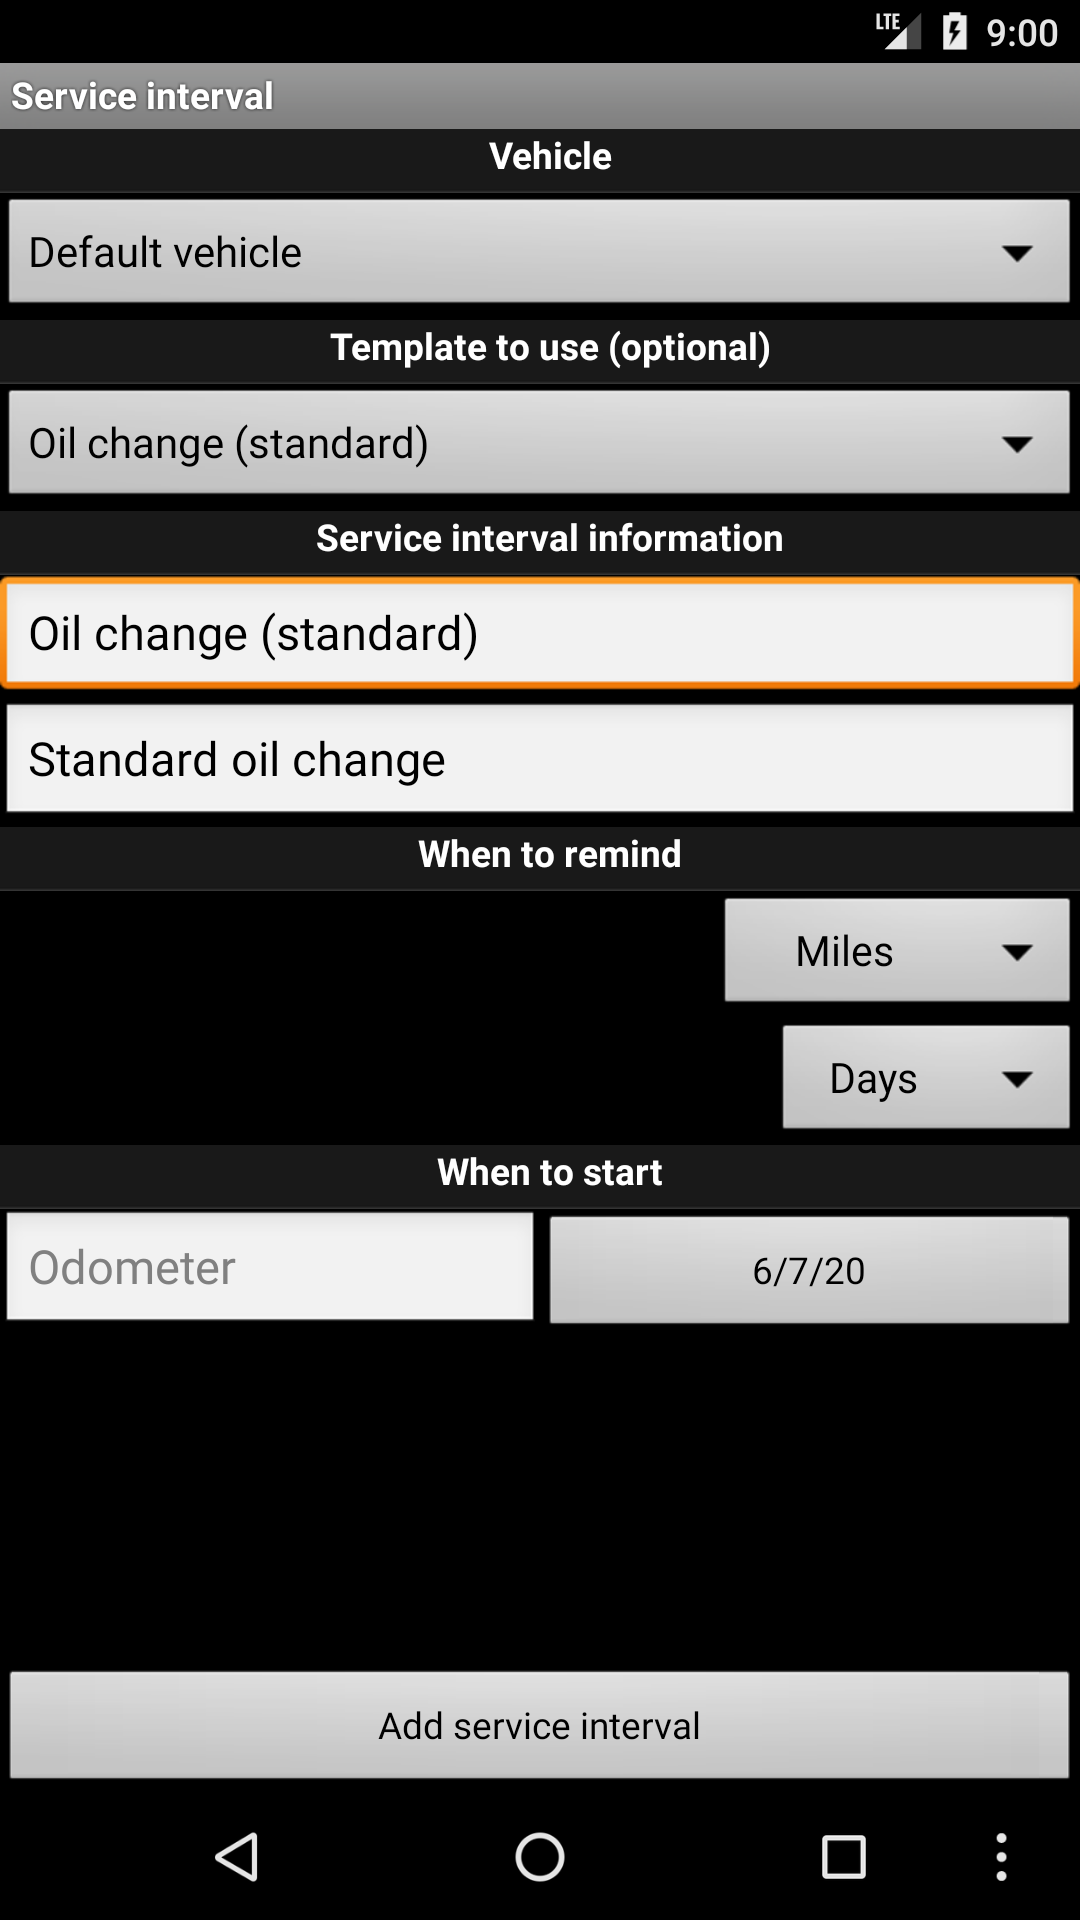 LTE 9:00
Service interval
Vehicle
Default vehicle
Template to use (optional)
Oil change (standard)
Service interval information
Oil change (standard)
Standard oil change
When to remind
Miles
Days
When to start
Odometer 6/7/20
Add service interval